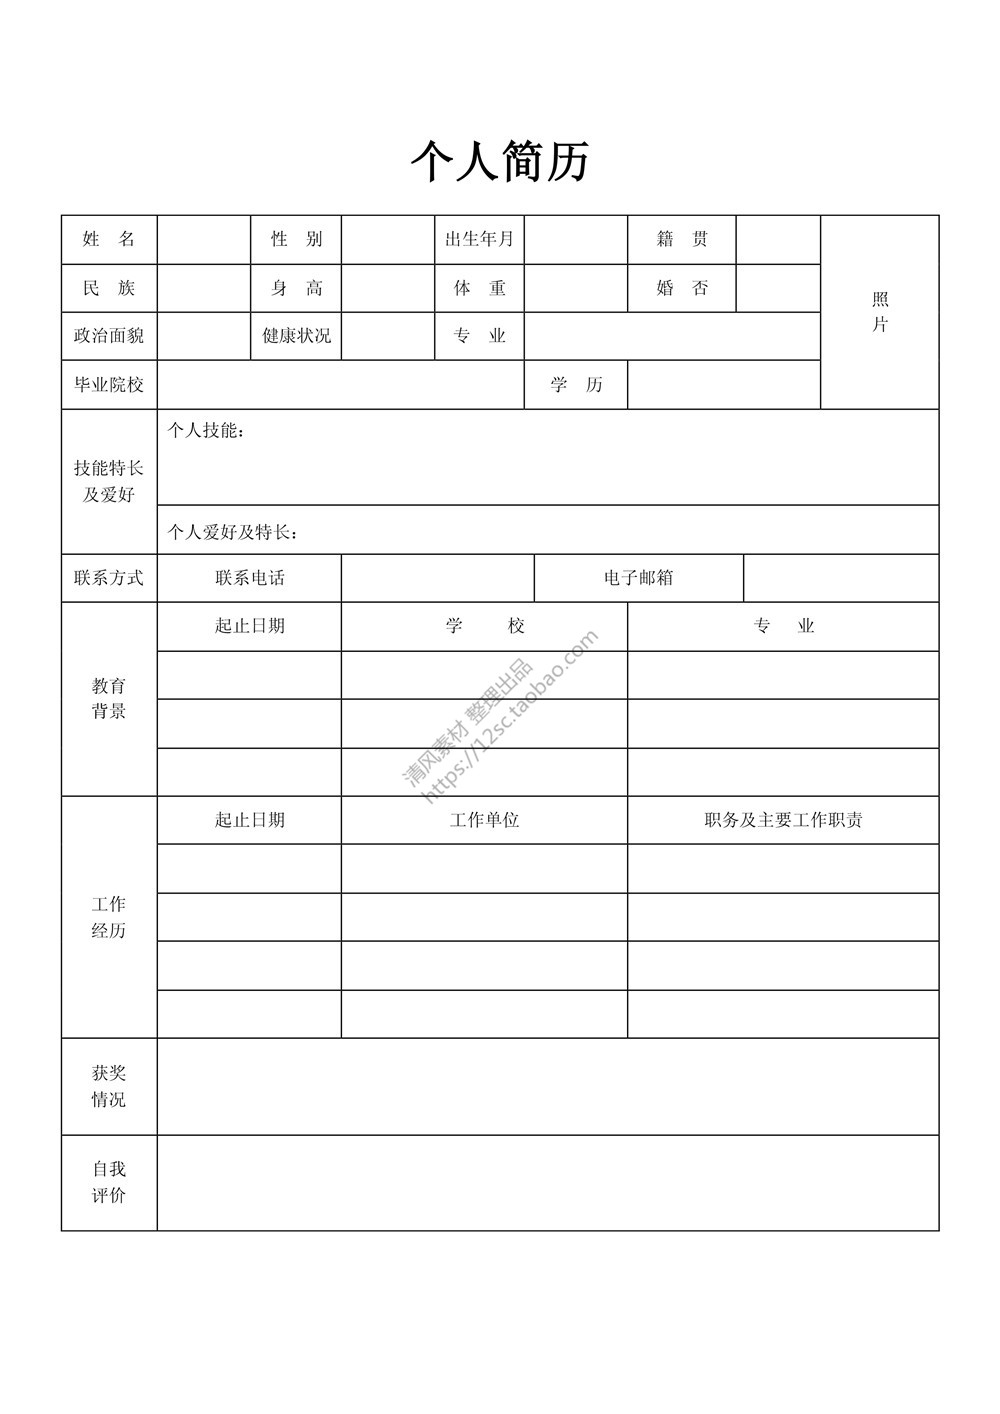 个人简历
姓 名 性 别 出生年月 籍 贯
民 族 身 高 体 重 婚 否
照
片
政治面貌 健康状况 专 业
毕业院校 学 历
技能特长
及爱好
个人技能：
个人爱好及特长：
联系方式 联系电话 电子邮箱
教育
背景
起止日期 学 校 专 业
清风素材 整理出品
https://12sc.taobao.com
工作
经历
起止日期 工作单位 职务及主要工作职责
获奖
情况
自我
评价